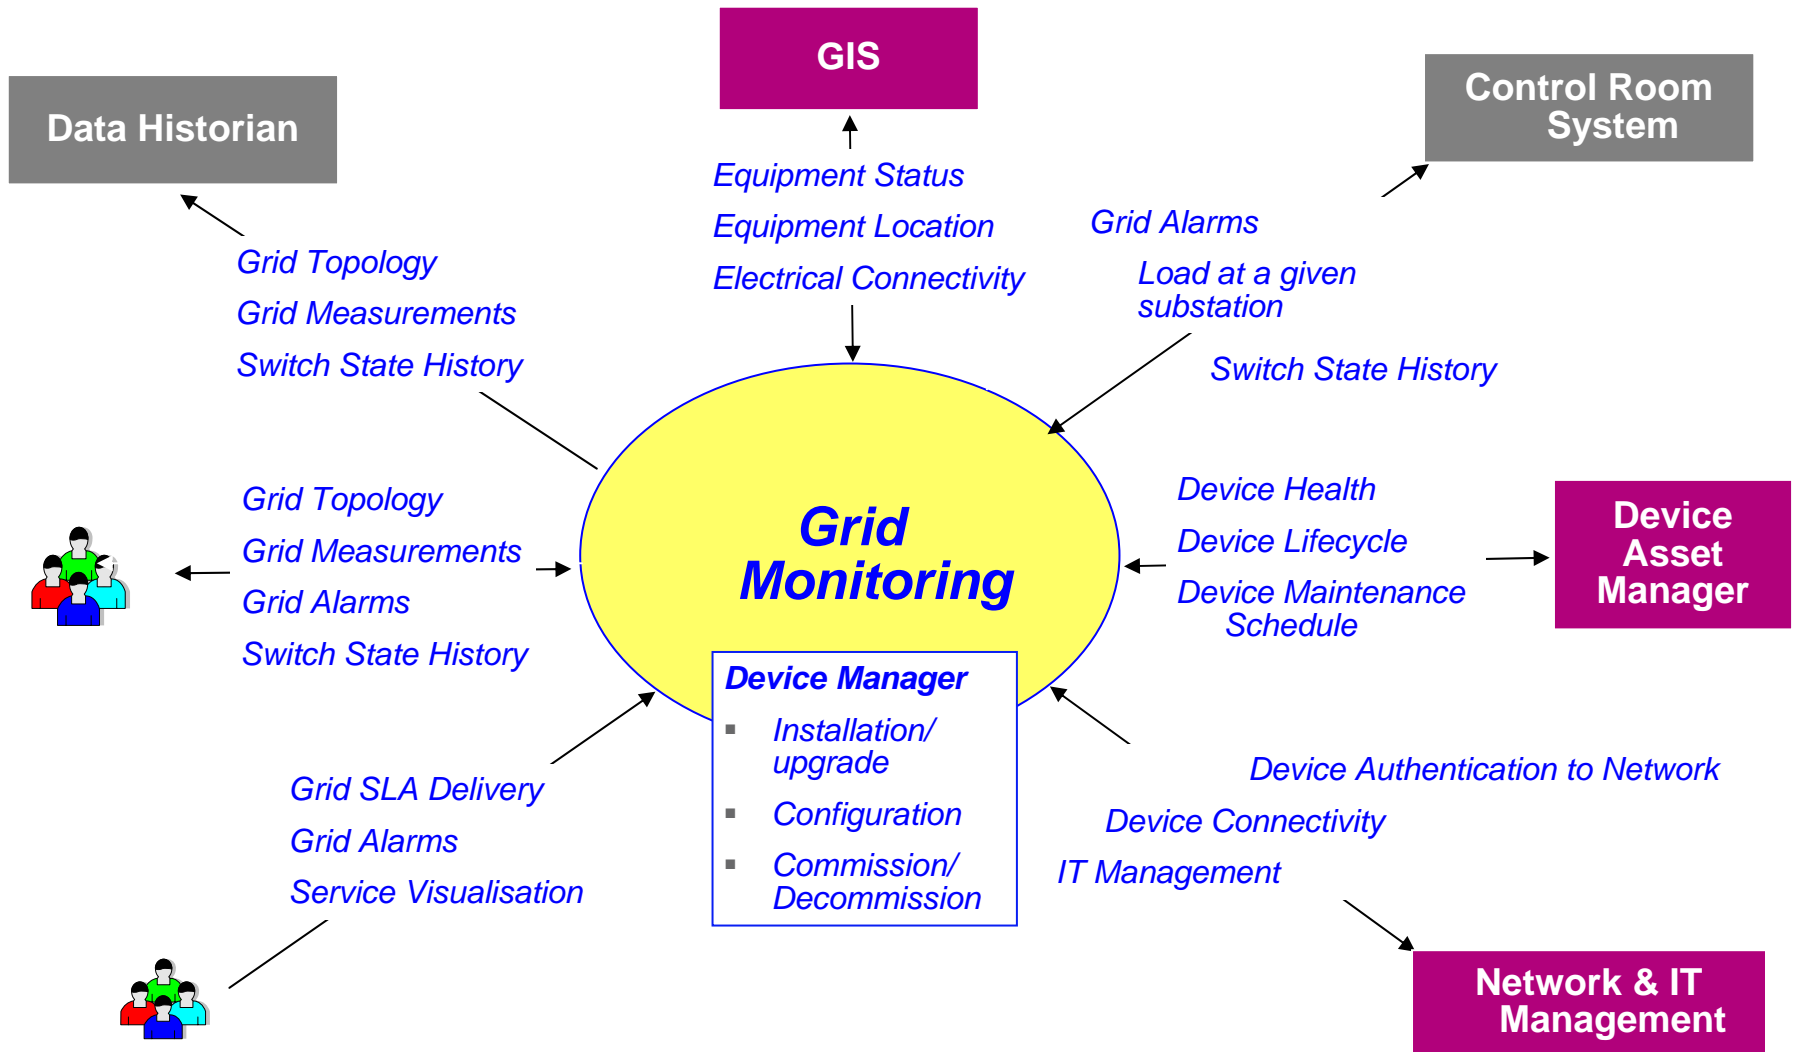 GIS
Control Room
System
Data Historian
Equipment Status
Equipment Location
Electrical Connectivity
Grid Alarms
Load at a given
substation
Switch State History
Grid Topology
Grid Measurements
Switch State History
Grid Topology
Grid Measurements
Grid Alarms
Switch State History
Grid
Monitoring
Device Health
Device Lifecycle
Device Maintenance
Schedule
Device
Asset
Manager
Device Manager
▪ Installation/
upgrade
▪ Configuration
▪ Commission/
Decommission
Grid SLA Delivery
Grid Alarms
Service Visualisation
Device Authentication to Network
Device Connectivity
IT Management
Network & IT
Management